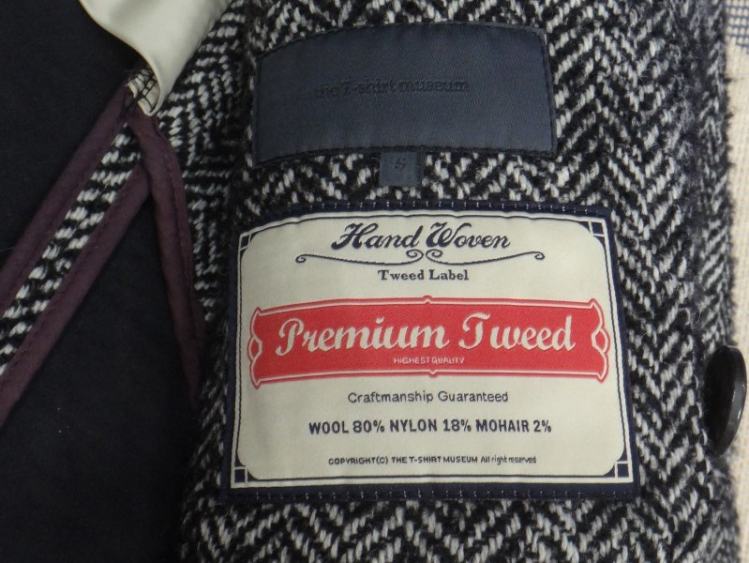 the T-shirt museum
S
Hand Woven
Tweed Label
Premium Tweed
HIGHEST QUALITY
Craftmanship Guaranteed
WOOL 80% NYLON 18% MOHAIR 2%
COPYRIGHT(C) THE T-SHIRT MUSEUM All right reserves